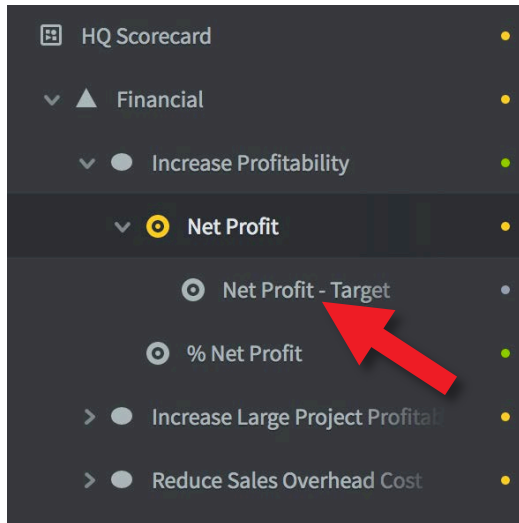 HQ Scorecard
Financial
Increase Profitability
Net Profit
Net Profit - Target
% Net Profit
Increase Large Project Profitab
Reduce Sales Overhead Cost